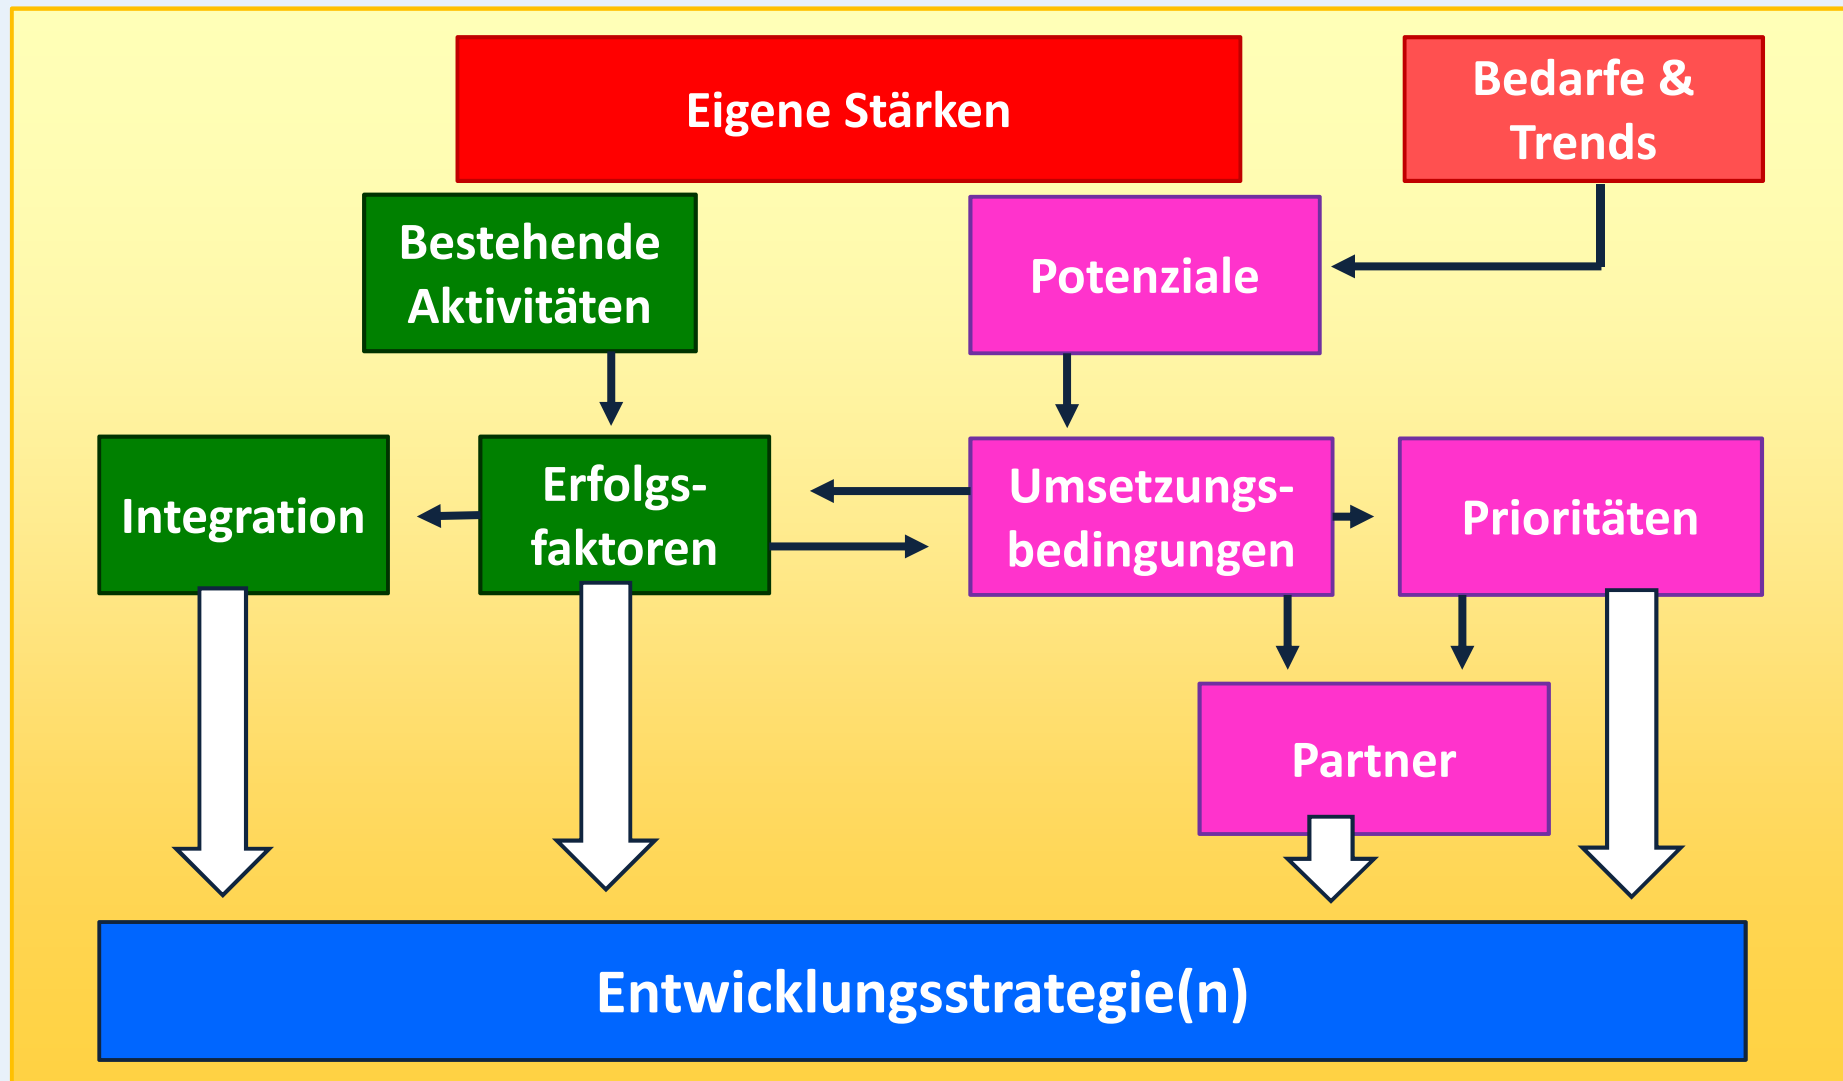 Eigene Stärken
Bedarfe &
Trends
Bestehende
Aktivitäten
Potenziale
Integration
Erfolgs-
faktoren
Umsetzungs-
bedingungen
Prioritäten
Partner
Entwicklungsstrategie(n)